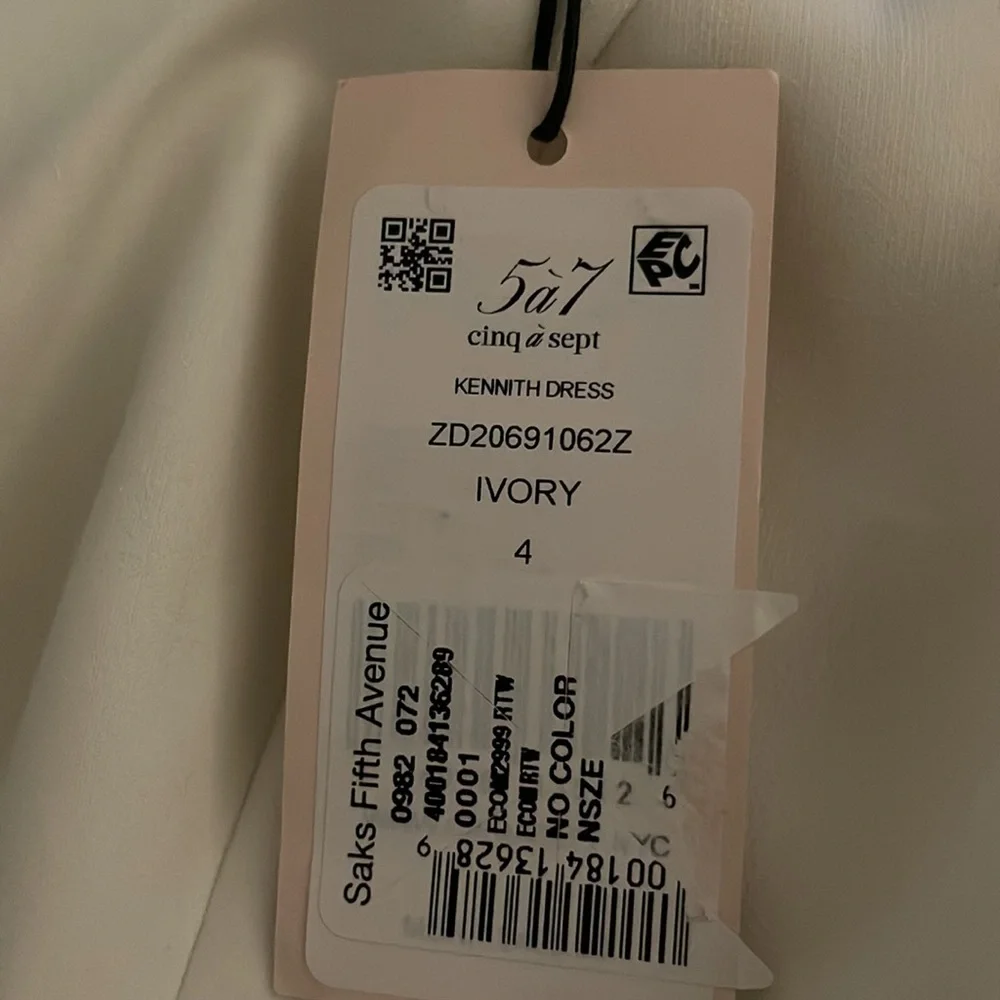 5à7
EPC
cinq à sept
KENNITH DRESS
ZD20691062Z
IVORY
4
Saks Fifth Avenue
0982 072
400184136289
0001
ECOM2999 RTW
ECOM RTW
NO COLOR
NSZE
2 6
00184 13628 9